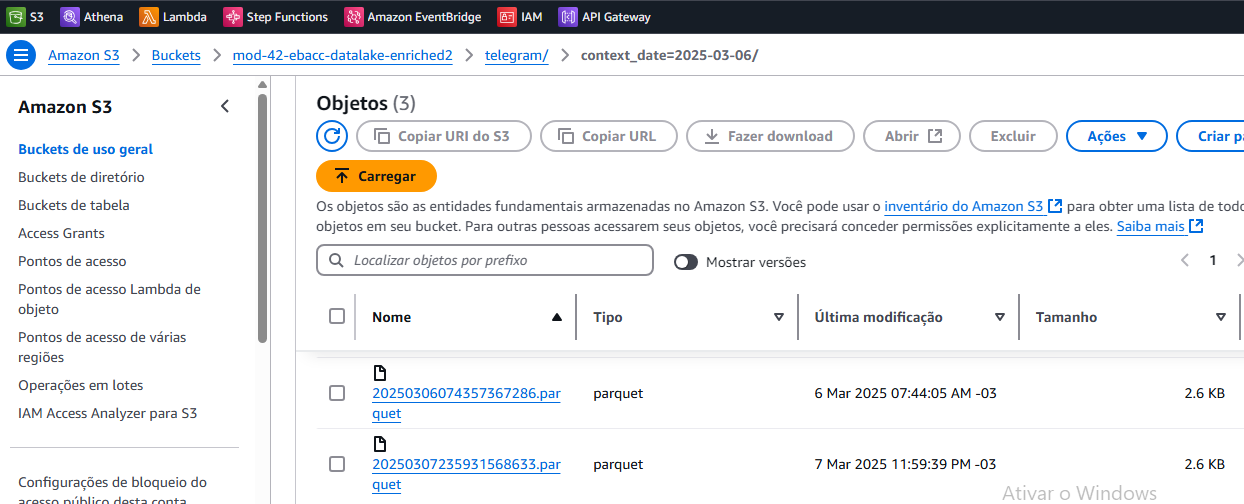 S3 Athena Lambda Step Functions Amazon EventBridge IAM API Gateway
Amazon S3 Buckets mod-42-ebacc-datalake-enriched2 telegram/ context_date=2025-03-06/
Amazon S3
Buckets de uso geral
Buckets de diretório
Buckets de tabela
Access Grants
Pontos de acesso
Pontos de acesso Lambda de
objeto
Pontos de acesso de várias
regiões
Operações em lotes
IAM Access Analyzer para S3
Configurações de bloqueio do
acesso público desta conta
Objetos (3)
Copiar URI do S3 Copiar URL Fazer download Abrir Excluir Ações Criar pa
Carregar
Os objetos são as entidades fundamentais armazenadas no Amazon S3. Você pode usar o inventário do Amazon S3 para obter uma lista de todo
objetos em seu bucket. Para outras pessoas acessarem seus objetos, você precisará conceder permissões explicitamente a eles. Saiba mais
Localizar objetos por prefixo Mostrar versões 1
Nome Tipo Última modificação Tamanho
20250306074357367286.par
quet parquet 6 Mar 2025 07:44:05 AM -03 2.6 KB
20250307235931568633.par
quet parquet 7 Mar 2025 11:59:39 PM -03 2.6 KB
Ativar o Windows